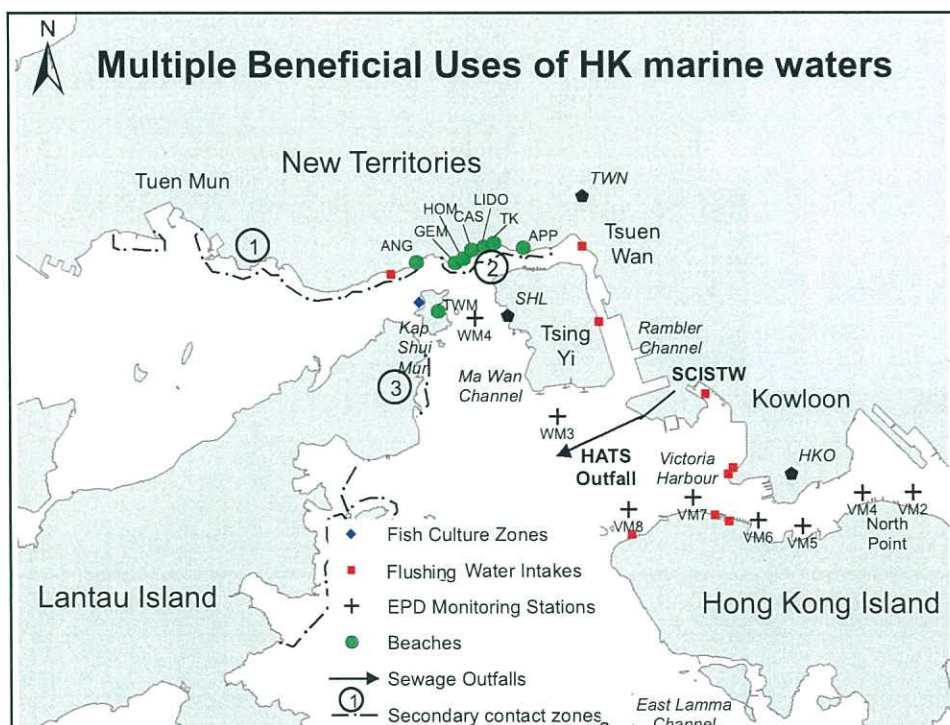 N
Multiple Beneficial Uses of HK marine waters
New Territories
Tuen Mun
TWN
LIDO
HOM
CAS
TK
GEM
APP
ANG
Tsuen
Wan
1
2
TWM
SHL
WM4
Kap
Shui
Mun
Tsing
Yi
Rambler
Channel
3
Ma Wan
Channel
SCISTW
Kowloon
WM3
HATS
Outfall
Victoria
Harbour
HKO
VM8
VM7
VM6
VM5
VM4
VM2
North
Point
Fish Culture Zones
Flushing Water Intakes
EPD Monitoring Stations
Beaches
Sewage Outfalls
1
Secondary contact zones
Lantau Island
Hong Kong Island
East Lamma
Channel